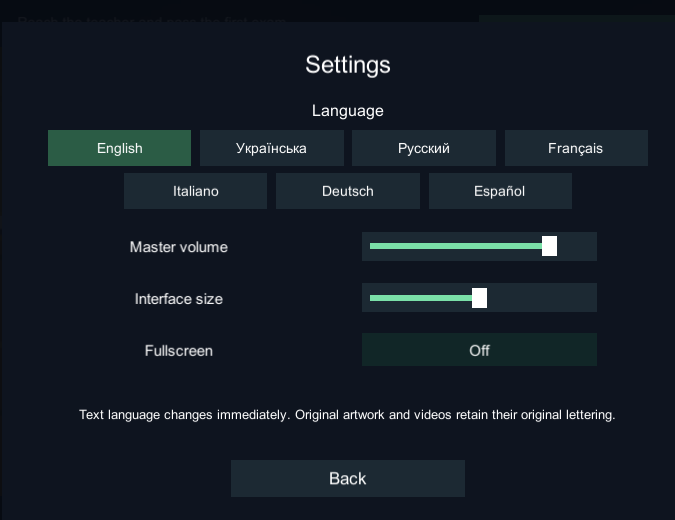 Settings
Language
English Українська Русский Français
Italiano Deutsch Español
Master volume
Interface size
Fullscreen Off
Text language changes immediately. Original artwork and videos retain their original lettering.
Back